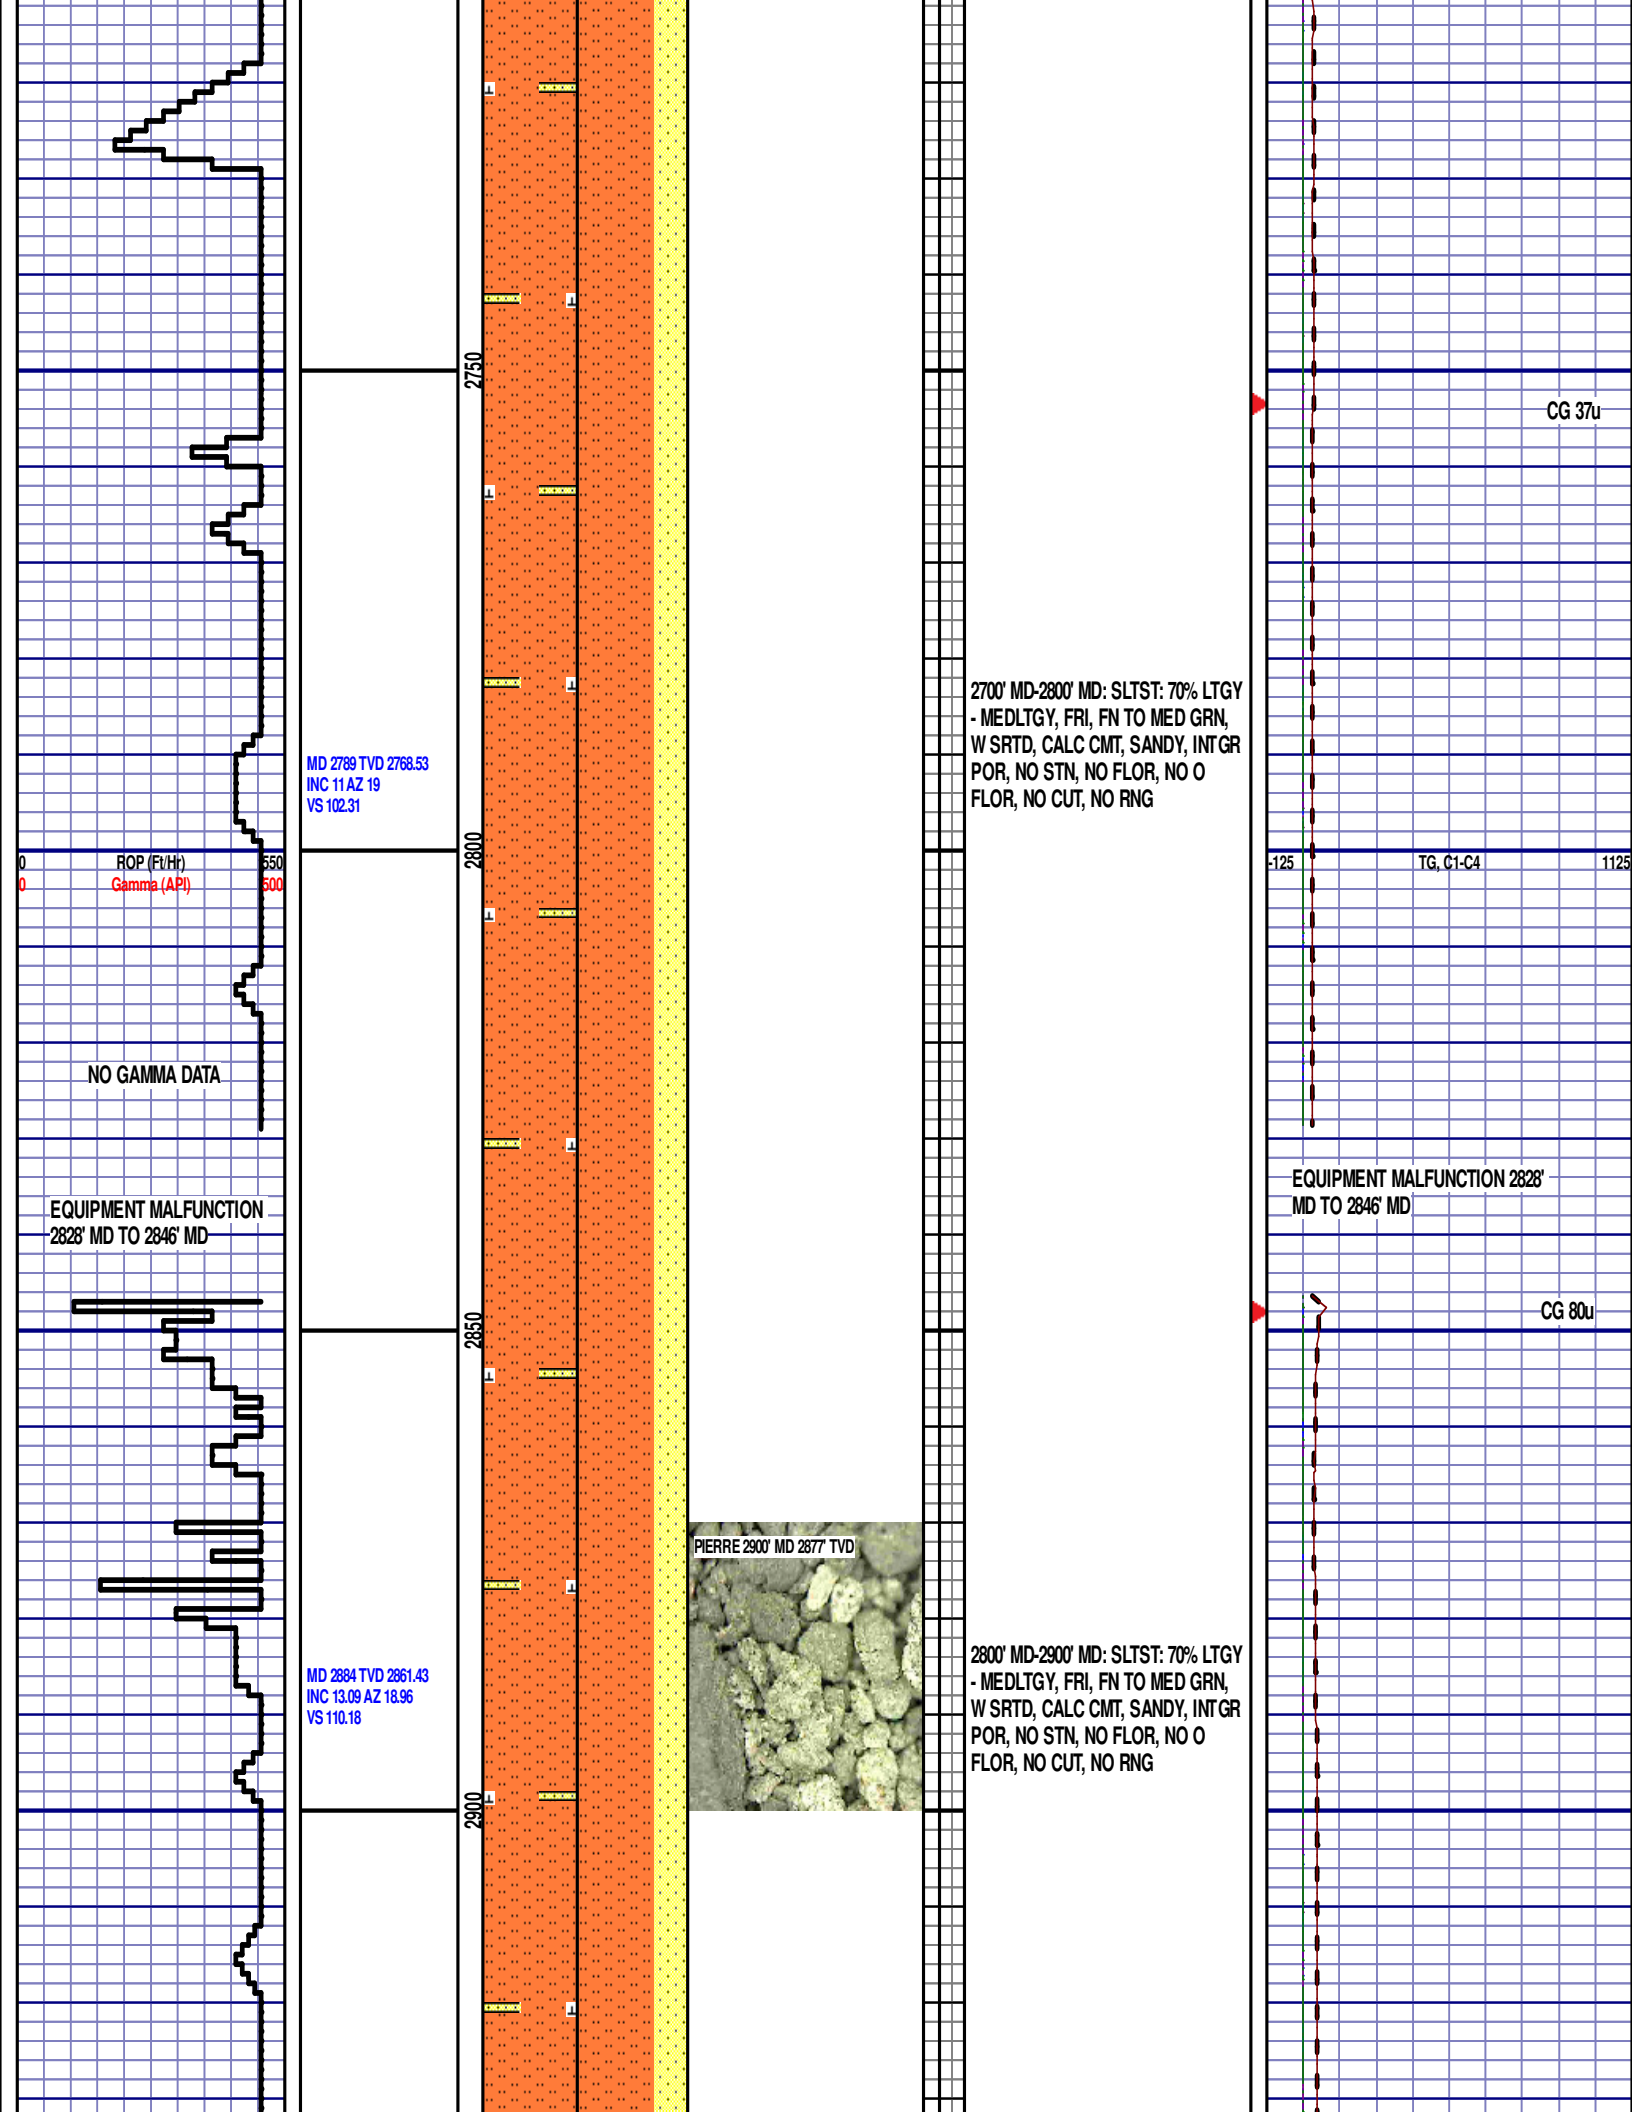 2750
CG 37u
2700' MD-2800' MD: SLTST: 70% LTGY
- MEDLTGY, FRI, FN TO MED GRN,
W SRTD, CALC CMT, SANDY, INTGR
POR, NO STN, NO FLOR, NO O
FLOR, NO CUT, NO RNG
MD 2789 TVD 2768.53
INC 11 AZ 19
VS 102.31
2800
0 ROP (Ft/Hr) 550
0 Gamma (API) 500
-125 TG, C1-C4 1125
NO GAMMA DATA
EQUIPMENT MALFUNCTION
2828' MD TO 2846' MD
EQUIPMENT MALFUNCTION 2828'
MD TO 2846' MD
CG 80u
2850
PIERRE 2900' MD 2877' TVD
2800' MD-2900' MD: SLTST: 70% LTGY
- MEDLTGY, FRI, FN TO MED GRN,
W SRTD, CALC CMT, SANDY, INTGR
POR, NO STN, NO FLOR, NO O
FLOR, NO CUT, NO RNG
MD 2884 TVD 2861.43
INC 13.09 AZ 18.96
VS 110.18
2900